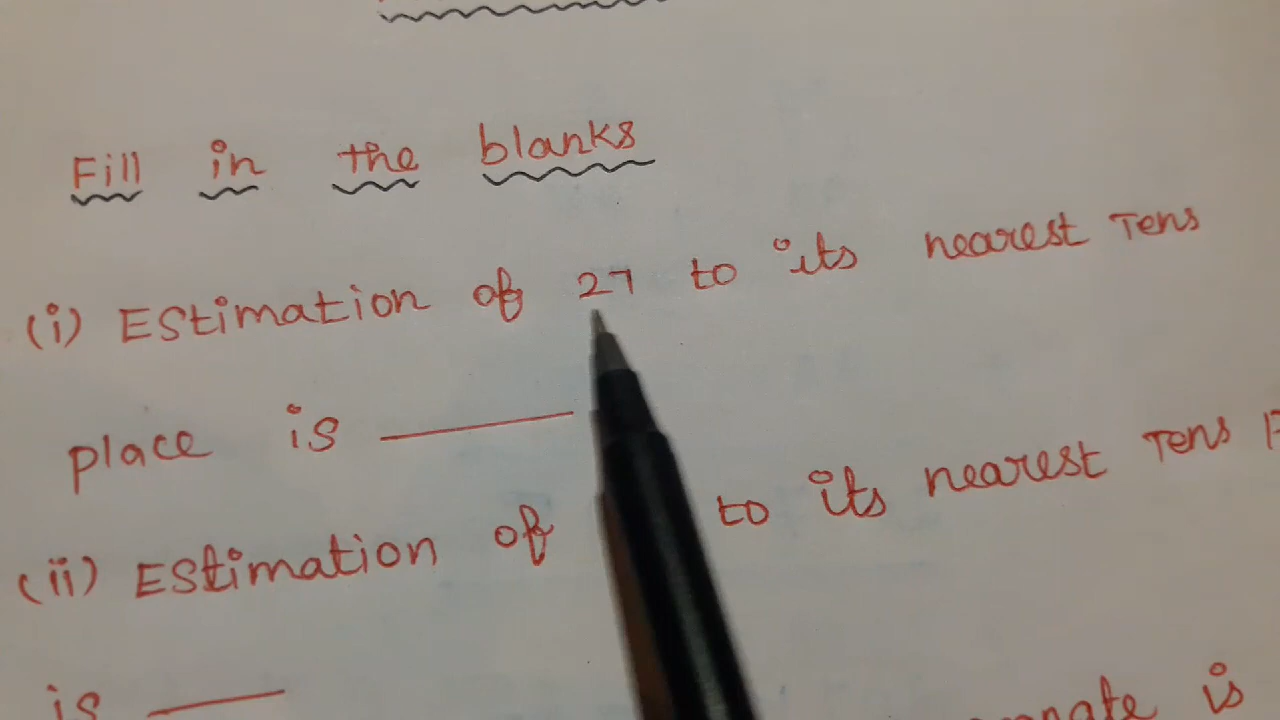 Fill in the blanks
(i) Estimation of 27 to its nearest Tens
place is
(ii) Estimation of to its nearest Tens
is
is